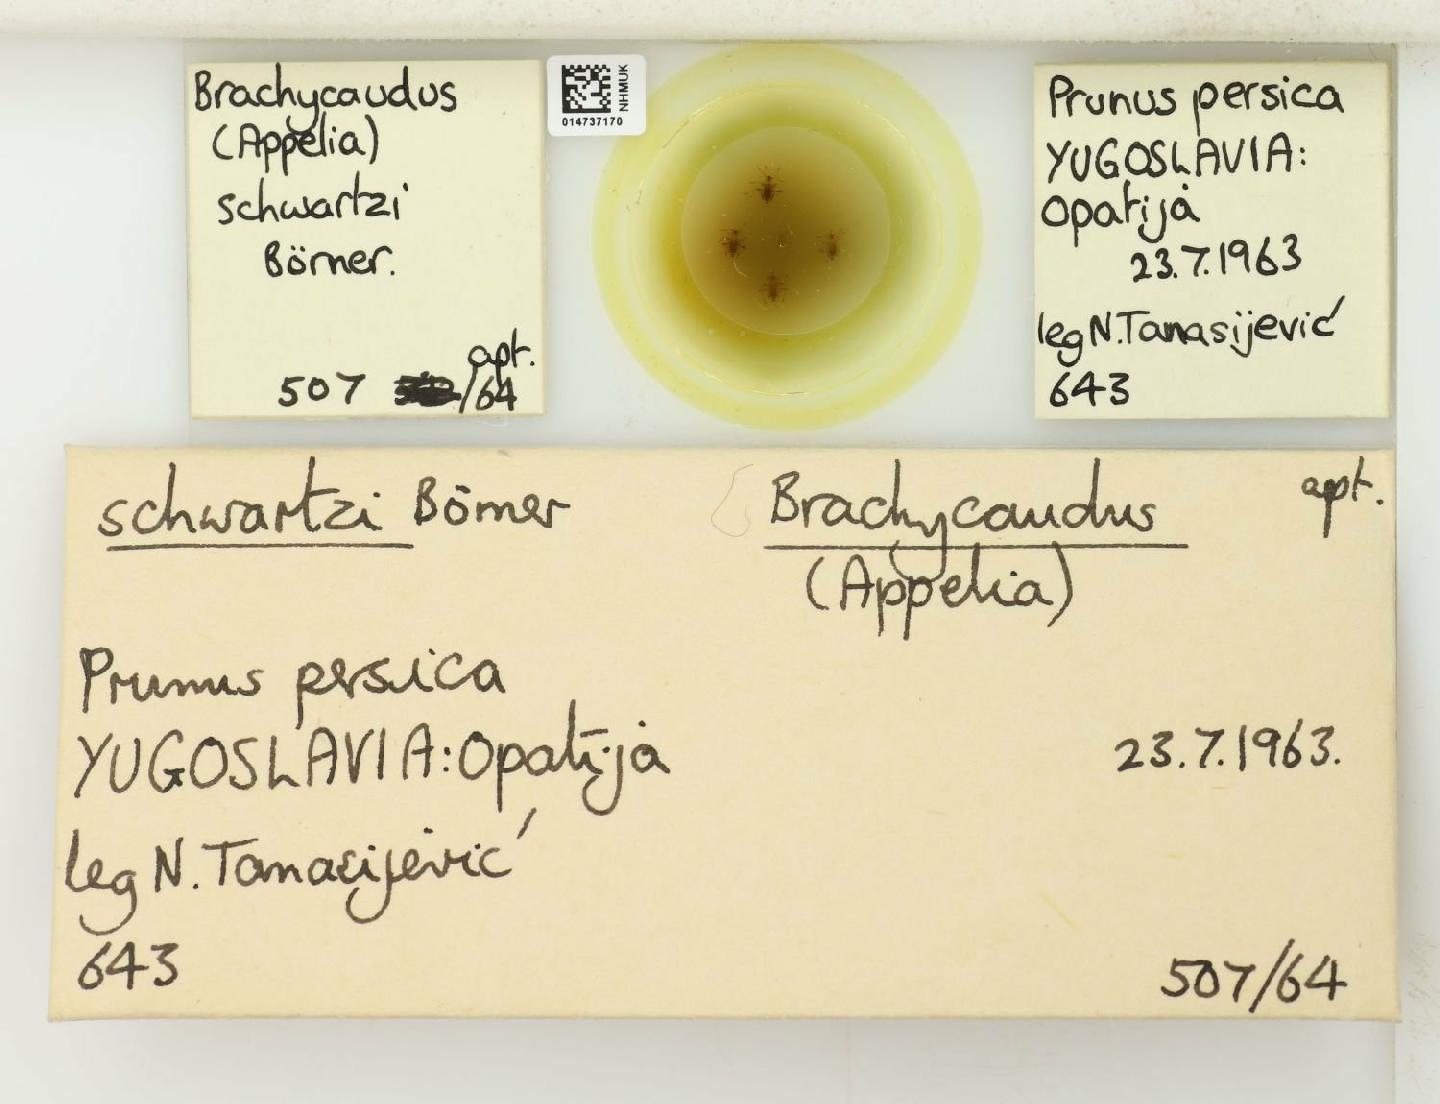 Brachycaudus
(Appelia)
schwartzi
Börner.
apt.
507 /64
NHMUK
014737170
Prunus persica
YUGOSLAVIA:
Opatija
23.7.1963
leg N. Tanasijević
643
schwartzi Börner Brachycaudus apt.
(Appelia)
Prunus persica
YUGOSLAVIA: Opatija 23.7.1963.
leg N. Tanasijević
643 507/64